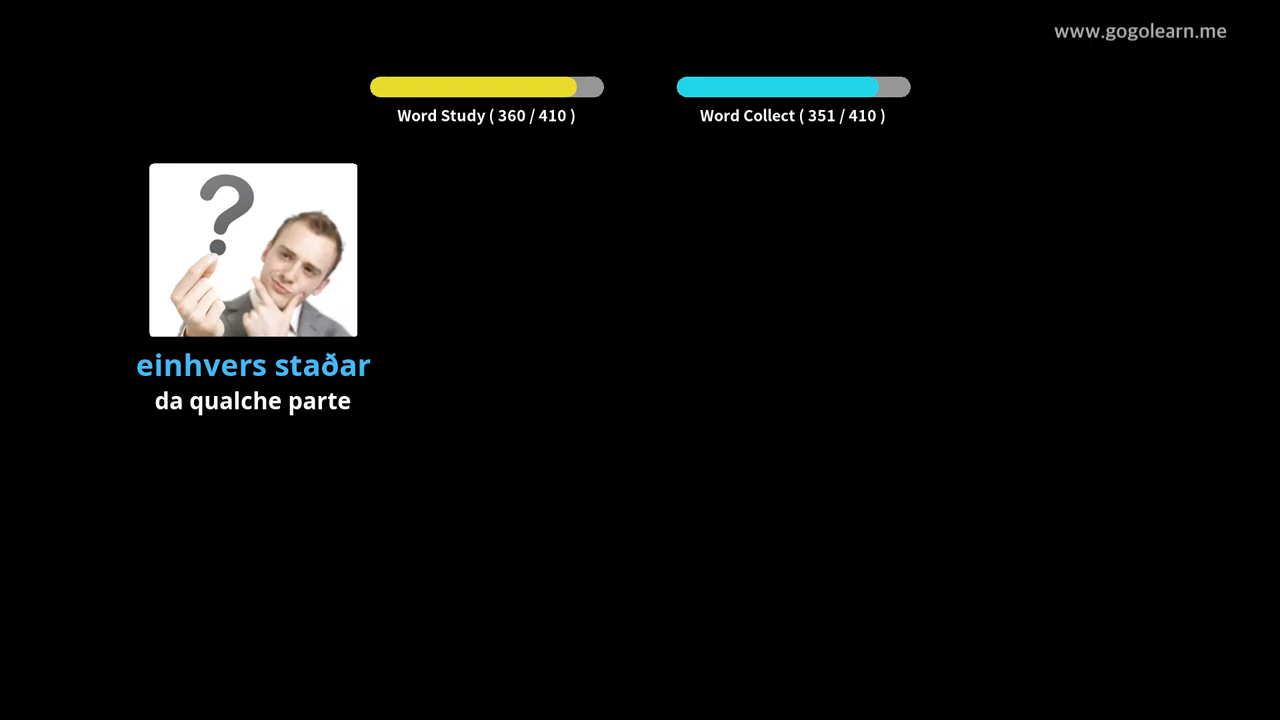 www.gogolearn.me
Word Study ( 360 / 410 )
Word Collect ( 351 / 410 )
?
einhvers staðar
da qualche parte